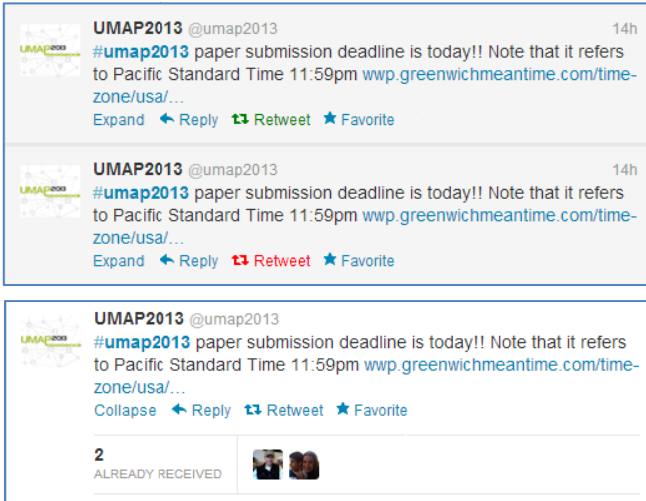 UMAP2013 @umap2013 14h
#umap2013 paper submission deadline is today!! Note that it refers
to Pacific Standard Time 11:59pm wwp.greenwichmeantime.com/time-
zone/usa/…
Expand Reply Retweet Favorite
UMAP2013
UMAP2013 @umap2013 14h
#umap2013 paper submission deadline is today!! Note that it refers
to Pacific Standard Time 11:59pm wwp.greenwichmeantime.com/time-
zone/usa/…
Expand Reply Retweet Favorite
UMAP2013
UMAP2013 @umap2013
#umap2013 paper submission deadline is today!! Note that it refers
to Pacific Standard Time 11:59pm wwp.greenwichmeantime.com/time-
zone/usa/…
Collapse Reply Retweet Favorite
UMAP2013
2
ALREADY RECEIVED